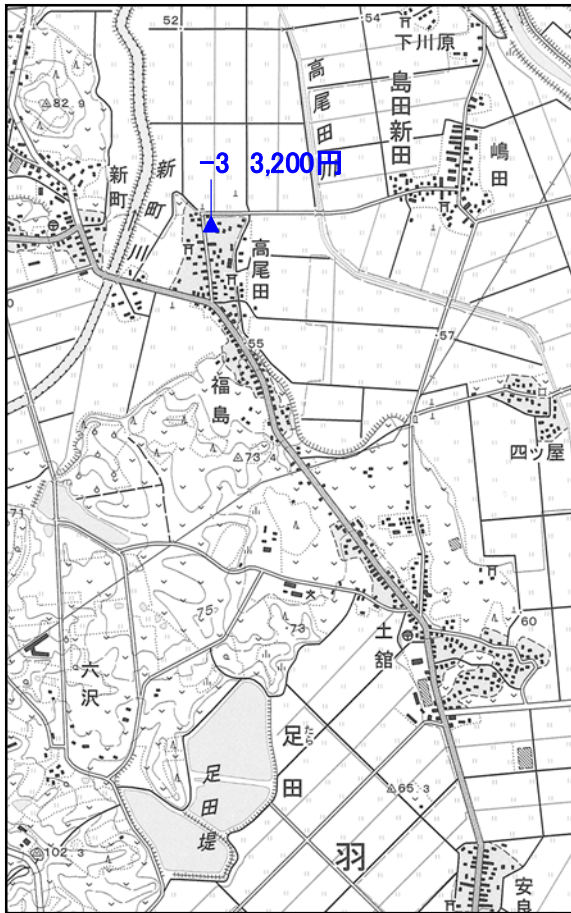 52
54
下川原
高尾田川
島田新田
82.9
嶋田
-3 3,200円
新町
新町川
高尾田
55
57
福島
73.4
四ツ屋
71
75
73
60
土舘
六沢
足田
たら
足田堤
65.3
羽
102.3
安良